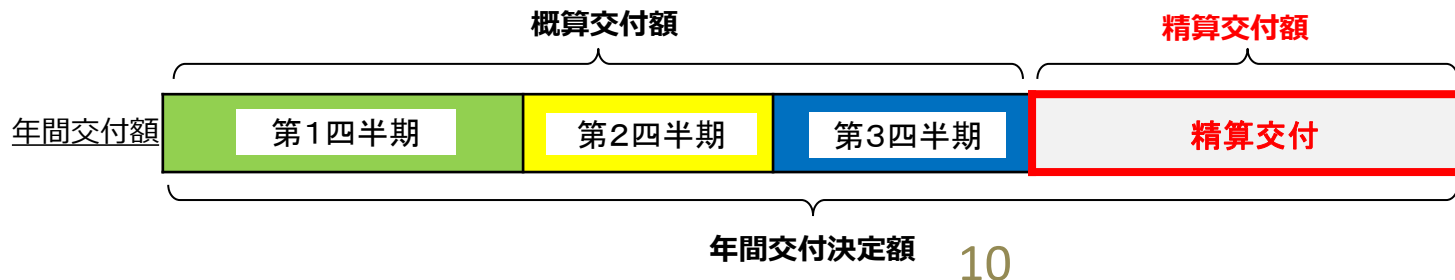 概算交付額
精算交付額
年間交付額
第1四半期
第2四半期
第3四半期
精算交付
年間交付決定額
10